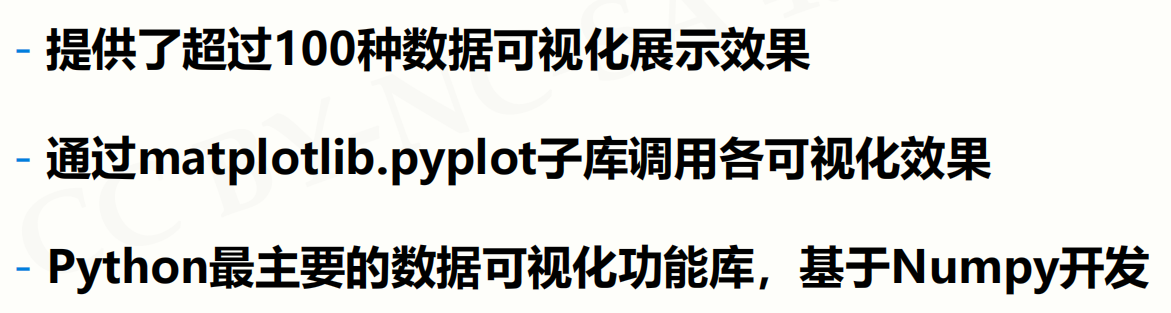 - 提供了超过100种数据可视化展示效果
- 通过matplotlib.pyplot子库调用各可视化效果
- Python最主要的数据可视化功能库，基于Numpy开发